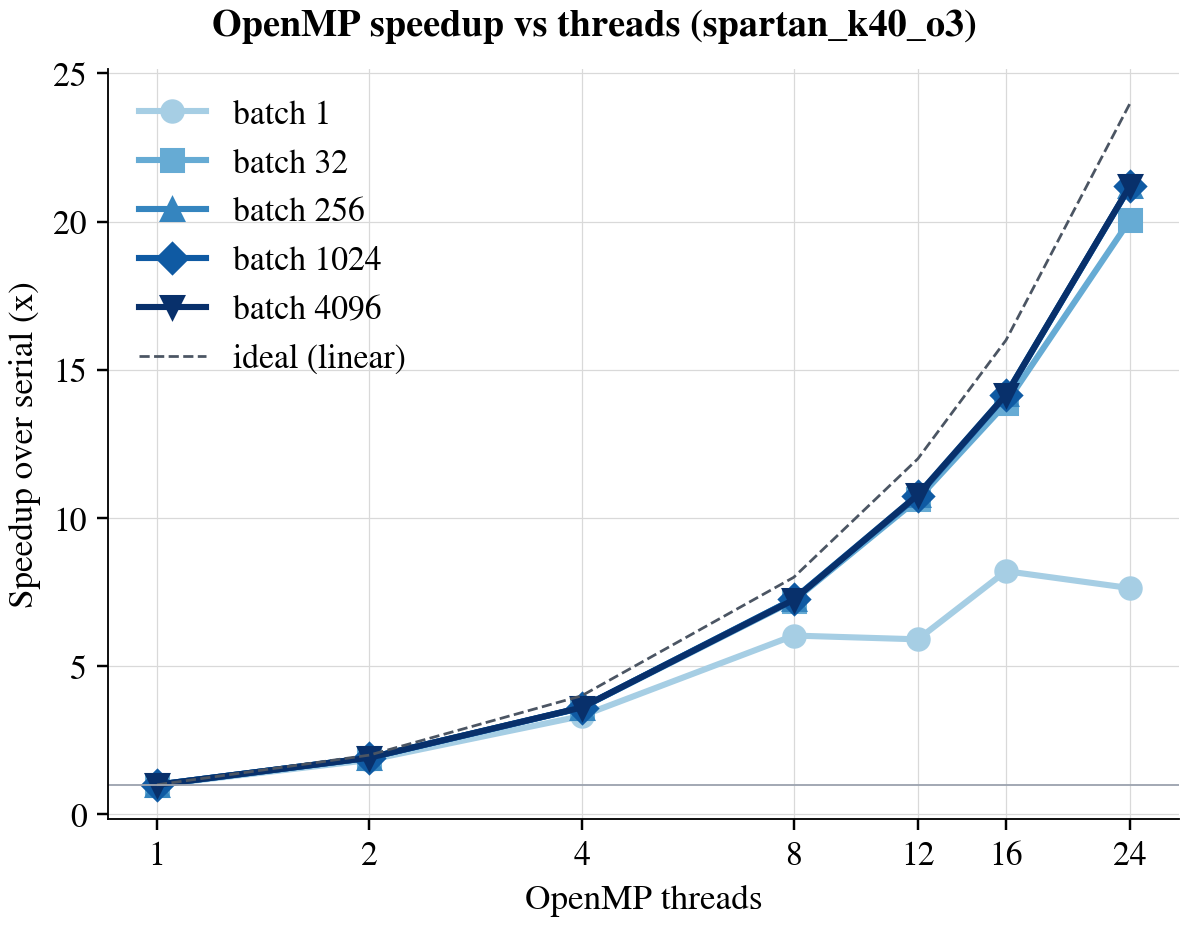 OpenMP speedup vs threads (spartan_k40_o3)
25
20
15
10
5
0
Speedup over serial (x)
batch 1
batch 32
batch 256
batch 1024
batch 4096
ideal (linear)
1 2 4 8 12 16 24
OpenMP threads